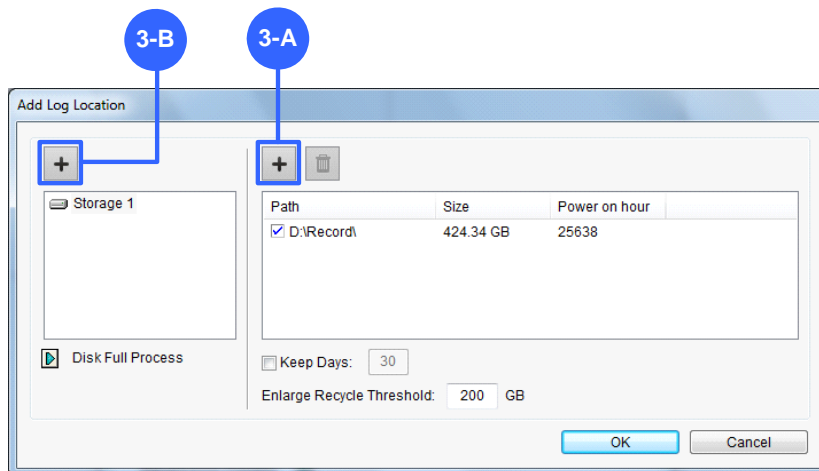 3-B 3-A
Add Log Location
+ +
Storage 1
Path Size Power on hour
D:\Record\ 424.34 GB 25638
Disk Full Process
Keep Days: 30
Enlarge Recycle Threshold: 200 GB
OK Cancel